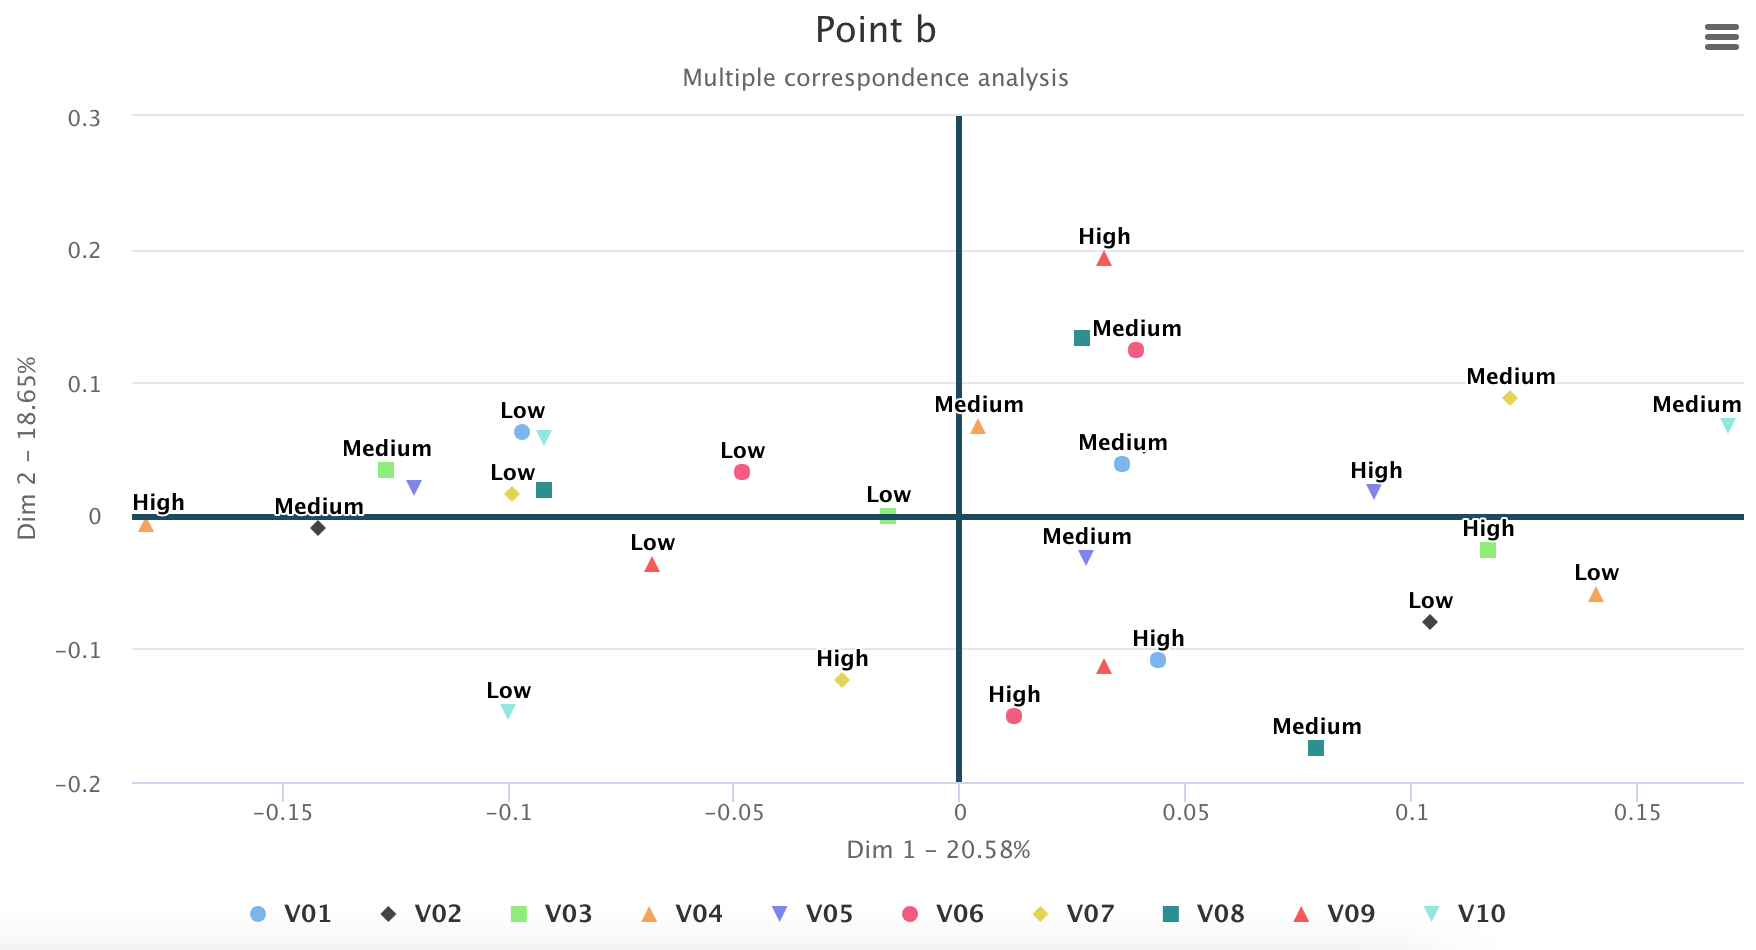 Point b
Multiple correspondence analysis
0.3
0.2
0.1
0
–0.1
–0.2
Dim 2 – 18.65%
High
Medium
Medium
Medium
Medium
Low
Medium
Medium
Low
High
Low
Low
High
Medium
High
Low
Medium
Low
Low
High
High
Low
High
Medium
–0.15
–0.1
–0.05
0
0.05
0.1
0.15
Dim 1 – 20.58%
V01
V02
V03
V04
V05
V06
V07
V08
V09
V10